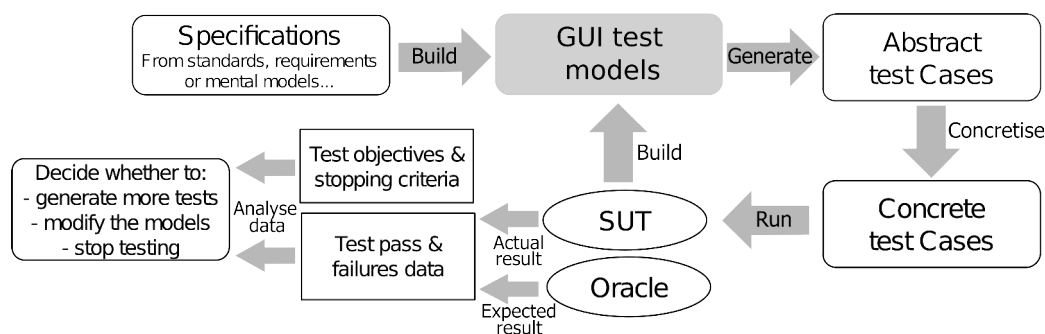 Specifications
From standards, requirements
or mental models...
Build
GUI test
models
Generate
Abstract
test Cases
Concretise
Build
Test objectives &
stopping criteria
Decide whether to:
- generate more tests
- modify the models
- stop testing
Analyse
data
Test pass &
failures data
Actual
result
SUT
Run
Concrete
test Cases
Oracle
Expected
result